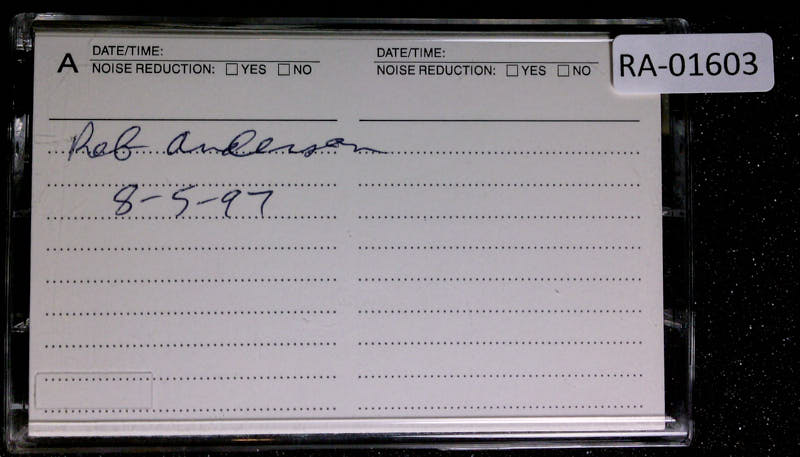 A DATE/TIME: DATE/TIME:
NOISE REDUCTION: ☐ YES ☐ NO NOISE REDUCTION: ☐ YES ☐ NO
RA-01603
Rob Anderson
8-5-97